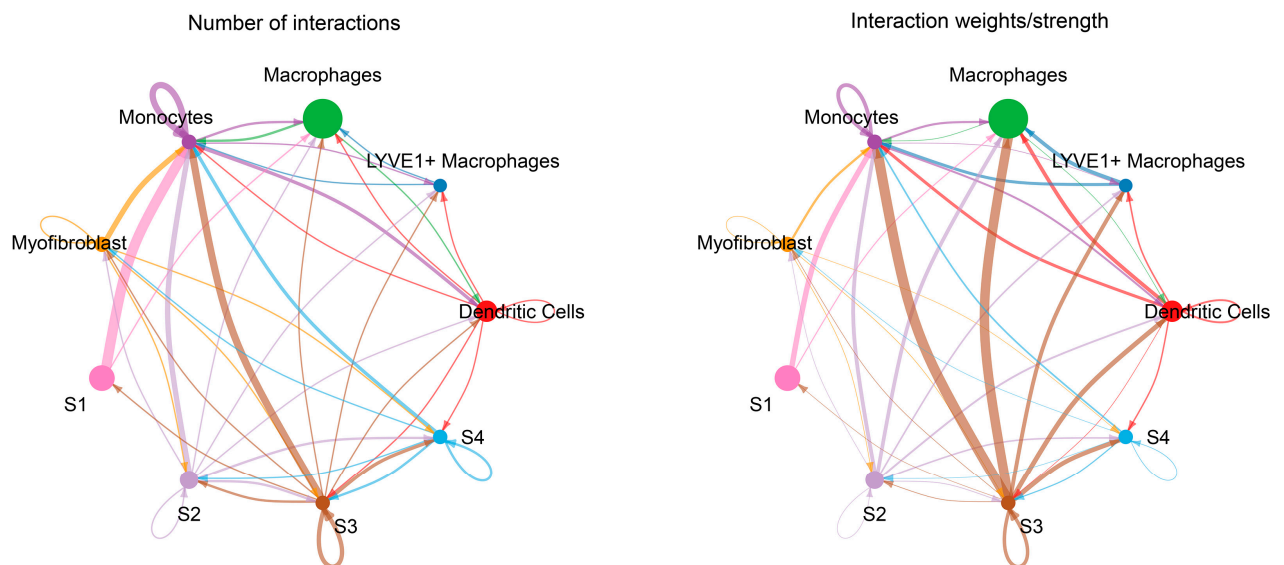 Number of interactions
Macrophages
Monocytes
LYVE1+ Macrophages
Myofibroblast
Dendritic Cells
S1
S4
S2
S3
Interaction weights/strength
Macrophages
Monocytes
LYVE1+ Macrophages
Myofibroblast
Dendritic Cells
S1
S4
S2
S3